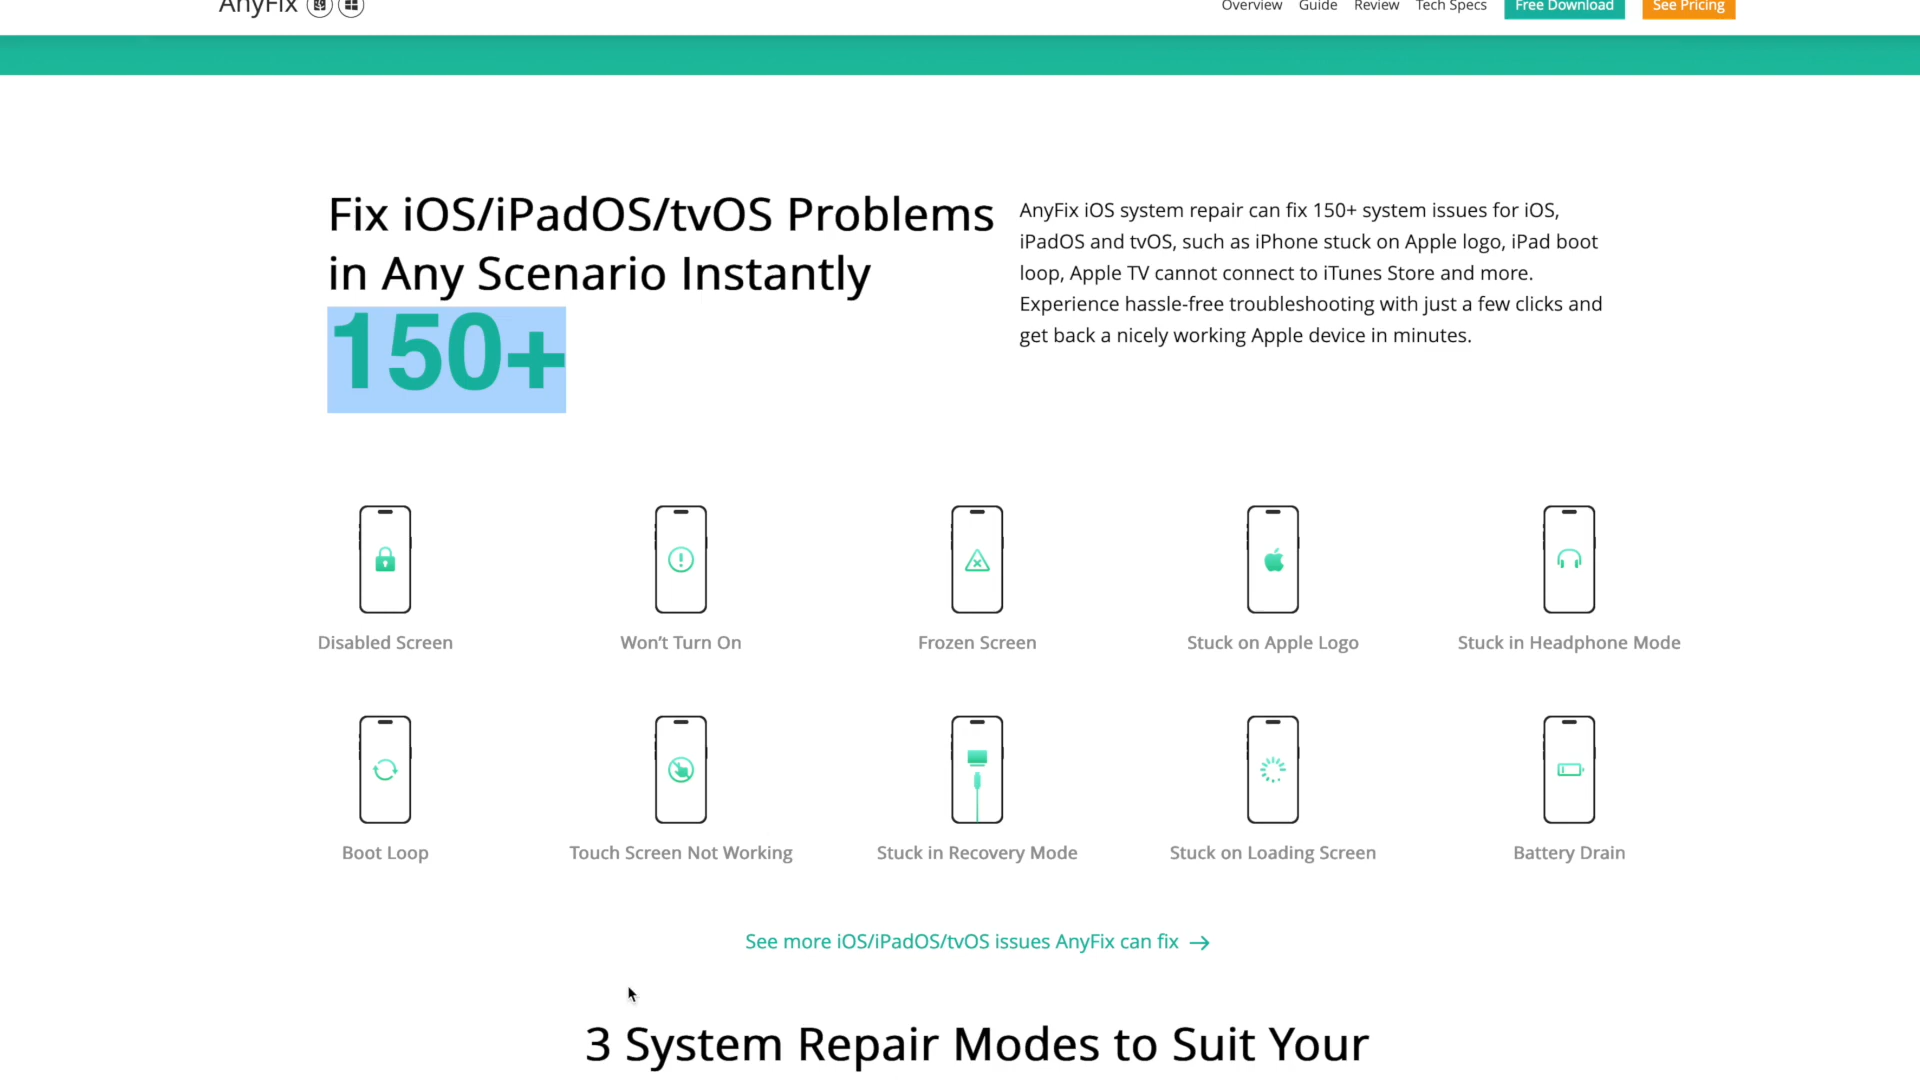 AnyFix
Overview Guide Review Tech Specs Free Download See Pricing
Fix iOS/iPadOS/tvOS Problems
in Any Scenario Instantly
150+
AnyFix iOS system repair can fix 150+ system issues for iOS,
iPadOS and tvOS, such as iPhone stuck on Apple logo, iPad boot
loop, Apple TV cannot connect to iTunes Store and more.
Experience hassle-free troubleshooting with just a few clicks and
get back a nicely working Apple device in minutes.
Disabled Screen
Won’t Turn On
Frozen Screen
Stuck on Apple Logo
Stuck in Headphone Mode
Boot Loop
Touch Screen Not Working
Stuck in Recovery Mode
Stuck on Loading Screen
Battery Drain
See more iOS/iPadOS/tvOS issues AnyFix can fix
3 System Repair Modes to Suit Your